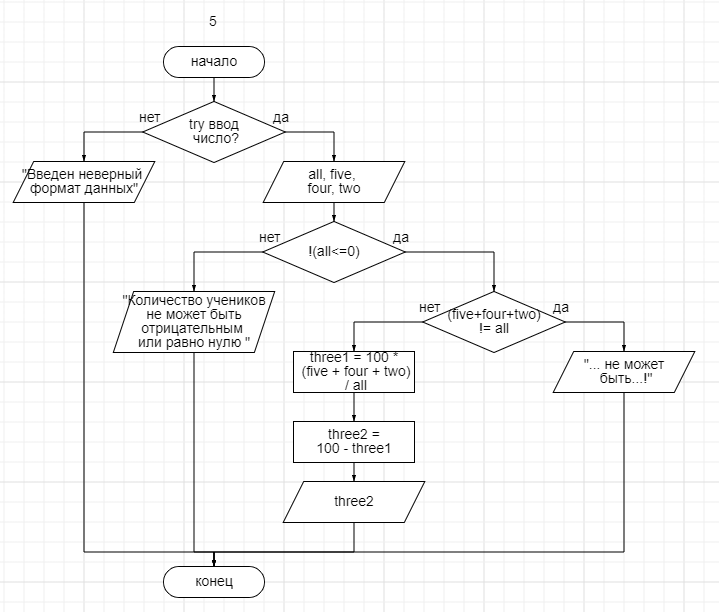 5
начало
нет
да
try ввод
число?
"Введен неверный
формат данных"
all, five,
four, two
нет
да
!(all<=0)
"Количество учеников
не может быть
отрицательным
или равно нулю "
нет
да
(five+four+two)
!= all
three1 = 100 *
(five + four + two)
/ all
"... не может
быть...!"
three2 =
100 - three1
three2
конец